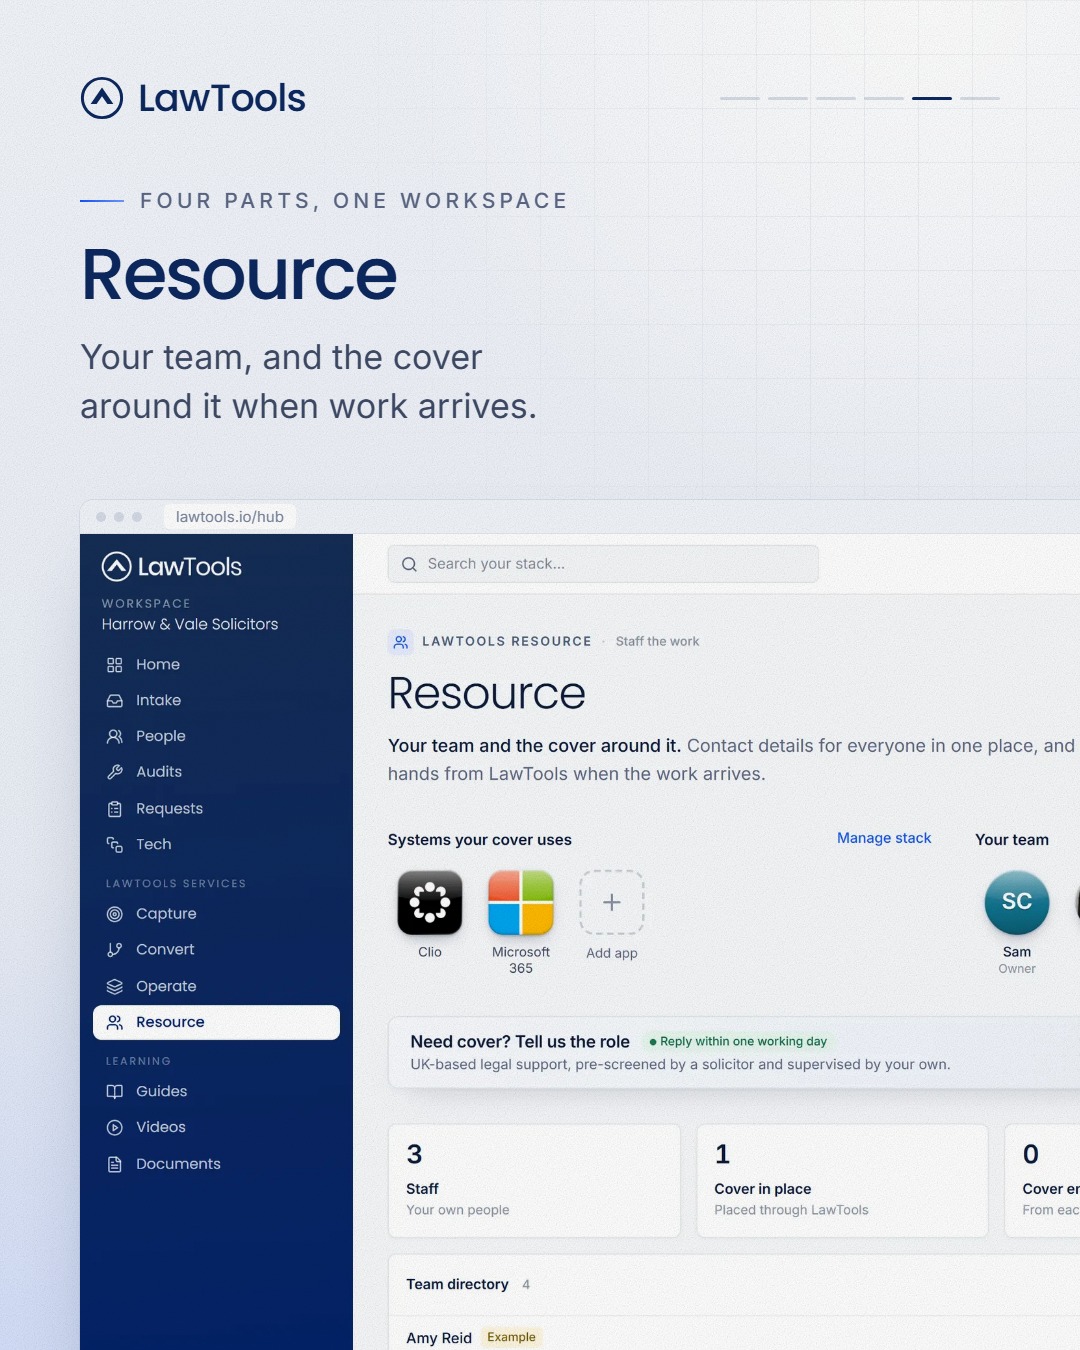 LawTools
FOUR PARTS, ONE WORKSPACE
Resource
Your team, and the cover
around it when work arrives.
lawtools.io/hub
LawTools
WORKSPACE
Harrow & Vale Solicitors
Home
Intake
People
Audits
Requests
Tech
LAWTOOLS SERVICES
Capture
Convert
Operate
Resource
LEARNING
Guides
Videos
Documents
Search your stack...
LAWTOOLS RESOURCE · Staff the work
Resource
Your team and the cover around it. Contact details for everyone in one place, and
hands from LawTools when the work arrives.
Systems your cover uses
Manage stack
Clio
Microsoft
365
Add app
Your team
SC
Sam
Owner
Need cover? Tell us the role
Reply within one working day
UK-based legal support, pre-screened by a solicitor and supervised by your own.
3
Staff
Your own people
1
Cover in place
Placed through LawTools
0
Cover er
From eac
Team directory 4
Amy Reid Example